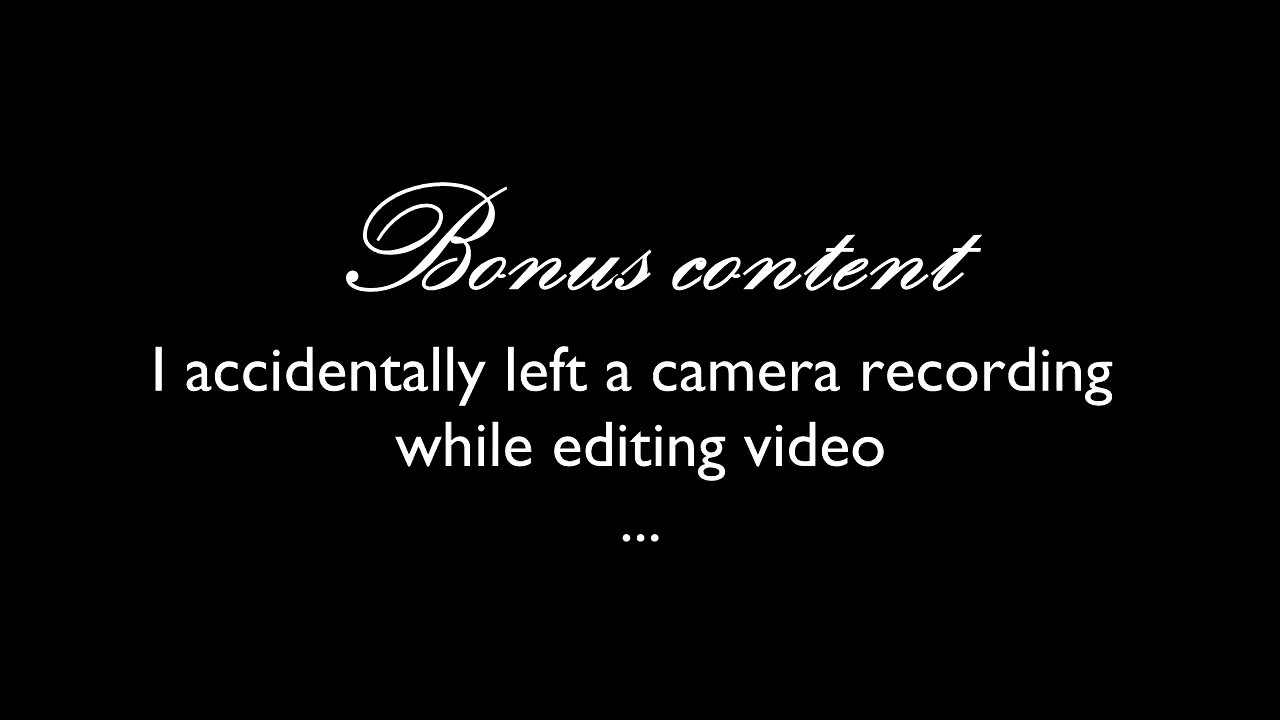 Bonus content
I accidentally left a camera recording
while editing video
...